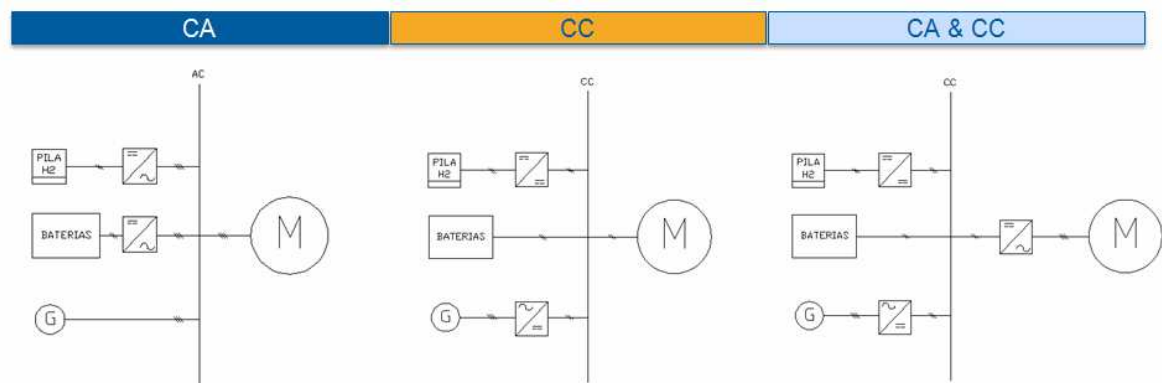 CA
CC
CA & CC
AC
PILA
H2
BATERIAS
G
M
CC
PILA
H2
BATERIAS
G
M
CC
PILA
H2
BATERIAS
G
M